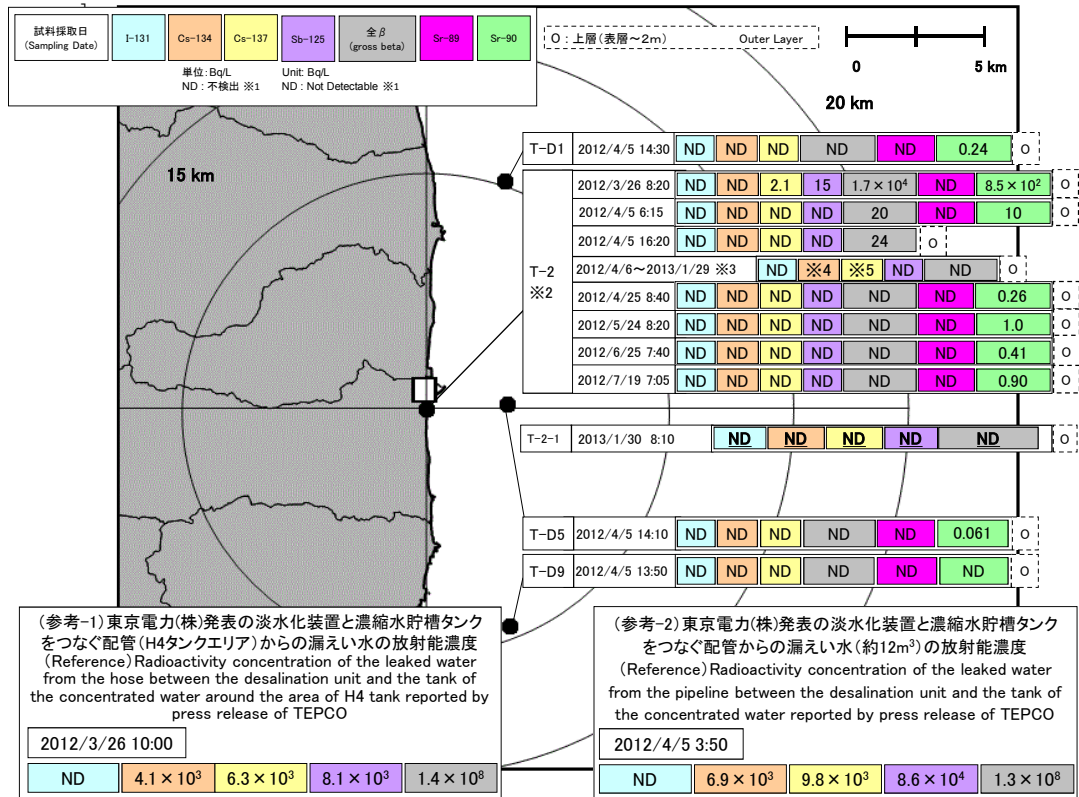 試料採取日
(Sampling Date)
I-131
Cs-134
Cs-137
Sb-125
全β
(gross beta)
Sr-89
Sr-90
単位:Bq/L
Unit: Bq/L
ND : 不検出 ※1
ND : Not Detectable ※1
O : 上層(表層~2m) Outer Layer
0 5 km
20 km
15 km
T-D1 2012/4/5 14:30 ND ND ND ND ND 0.24 O
T-2
※2
2012/3/26 8:20 ND ND 2.1 15 1.7×10⁴ ND 8.5×10² O
2012/4/5 6:15 ND ND ND ND 20 ND 10 O
2012/4/5 16:20 ND ND ND ND 24 O
2012/4/6~2013/1/29 ※3 ND ※4 ※5 ND ND O
2012/4/25 8:40 ND ND ND ND ND ND 0.26 O
2012/5/24 8:20 ND ND ND ND ND ND 1.0 O
2012/6/25 7:40 ND ND ND ND ND ND 0.41 O
2012/7/19 7:05 ND ND ND ND ND ND 0.90 O
T-2-1 2013/1/30 8:10 ND ND ND ND ND O
T-D5 2012/4/5 14:10 ND ND ND ND ND 0.061 O
T-D9 2012/4/5 13:50 ND ND ND ND ND ND O
(参考-1)東京電力(株)発表の淡水化装置と濃縮水貯槽タンク
をつなぐ配管(H4タンクエリア)からの漏えい水の放射能濃度
(Reference) Radioactivity concentration of the leaked water
from the hose between the desalination unit and the tank of
the concentrated water around the area of H4 tank reported by
press release of TEPCO
2012/3/26 10:00
ND 4.1×10³ 6.3×10³ 8.1×10³ 1.4×10⁸
(参考-2)東京電力(株)発表の淡水化装置と濃縮水貯槽タンク
をつなぐ配管からの漏えい水(約12m³)の放射能濃度
(Reference) Radioactivity concentration of the leaked water
from the pipeline between the desalination unit and the tank of
the concentrated water reported by press release of TEPCO
2012/4/5 3:50
ND 6.9×10³ 9.8×10³ 8.6×10⁴ 1.3×10⁸